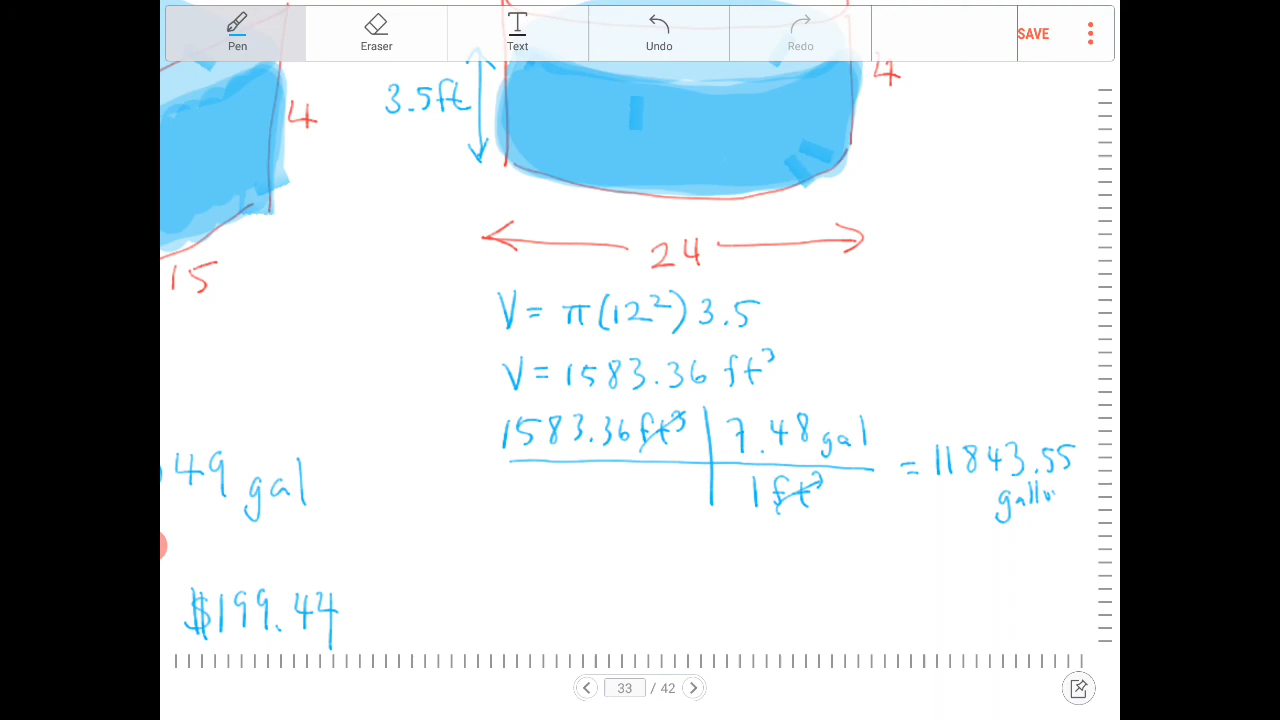 Pen
Eraser
Text
Undo
Redo
SAVE
3.5ft
4
4
15
24
V = π(12²) 3.5
V = 1583.36 ft³
1583.36 ft³ | 7.48 gal
1 ft³
= 11843.55
49 gal
$199.44
33 / 42